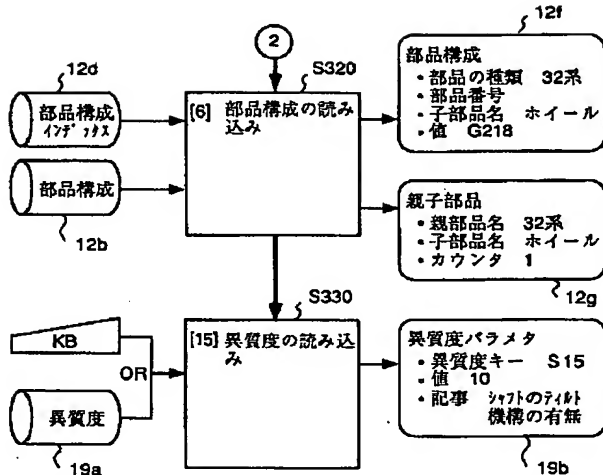 2
12d
部品構成
インデックス
部品構成
12b
S320
[6] 部品構成の読み
込み
12f
部品構成
・部品の種類 32系
・部品番号
・子部品名 ホイール
・値 G218
親子部品
・親部品名 32系
・子部品名 ホイール
・カウンタ 1
12g
S330
KB
OR
異質度
19a
[15] 異質度の読み込
み
異質度パラメタ
・異質度キー S15
・値 10
・記事 シャフトのティルト
機構の有無
19b